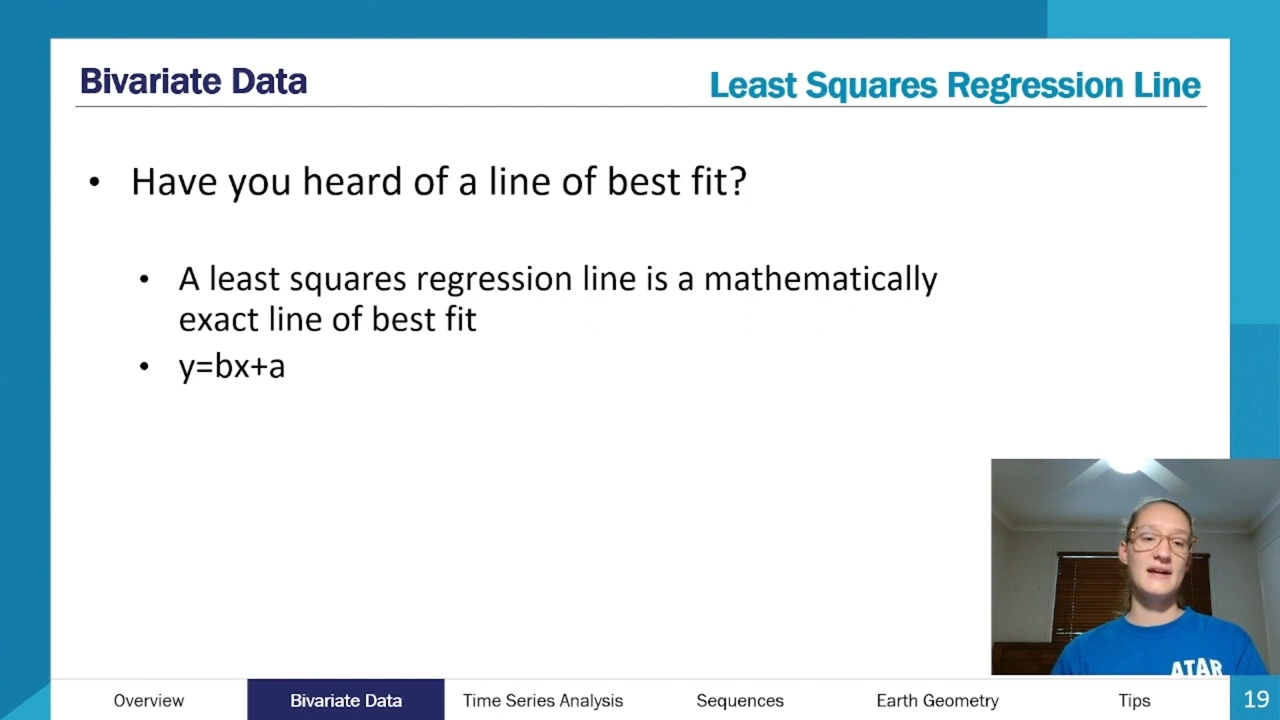 Bivariate Data
Least Squares Regression Line
• Have you heard of a line of best fit?
• A least squares regression line is a mathematically
exact line of best fit
• y=bx+a
ATAR
Overview
Bivariate Data
Time Series Analysis
Sequences
Earth Geometry
Tips
19